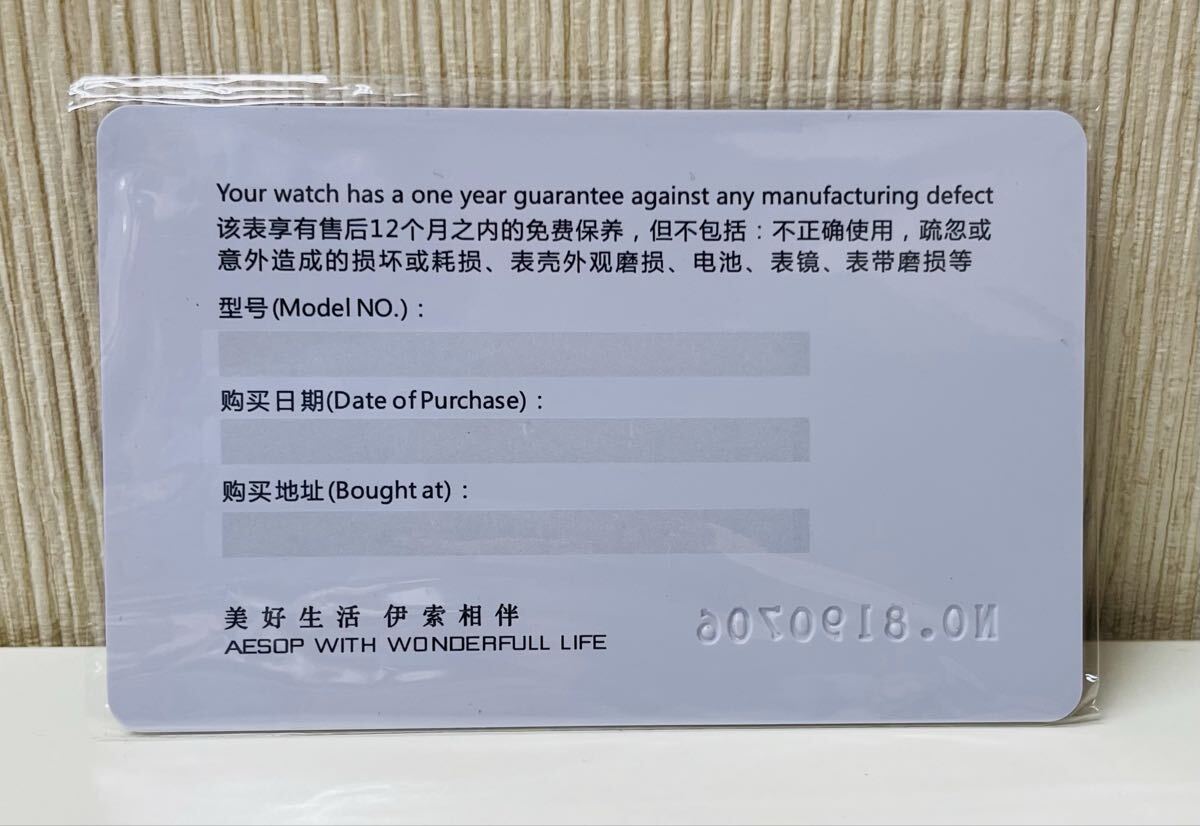 Your watch has a one year guarantee against any manufacturing defect
该表享有售后12个月之内的免费保养，但不包括：不正确使用，疏忽或
意外造成的损坏或耗损、表壳外观磨损、电池、表镜、表带磨损等
型号(Model NO.)：
购买日期(Date of Purchase)：
购买地址(Bought at)：
美好生活 伊索相伴
AESOP WITH WONDERFULL LIFE
NO.8190706